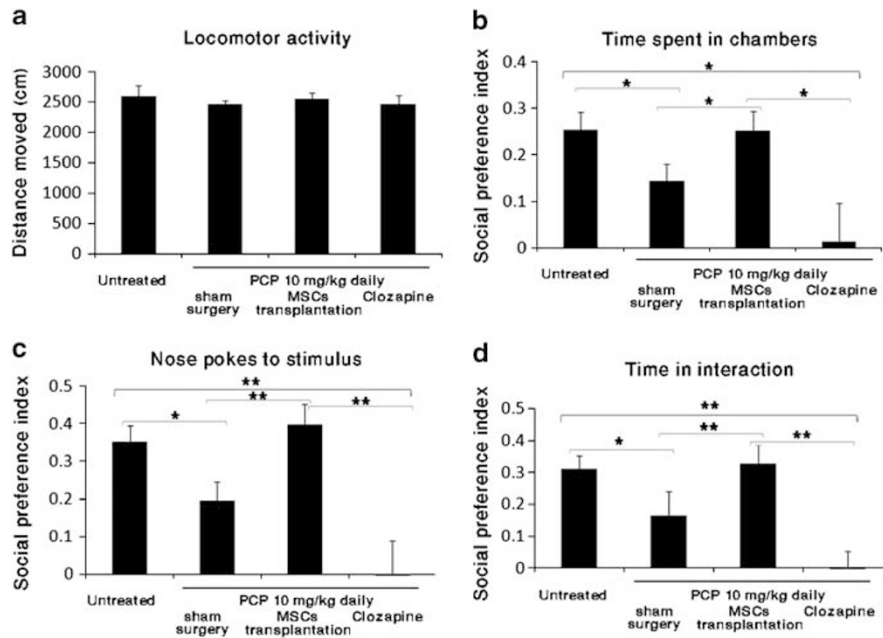 a
Locomotor activity
Distance moved (cm)
3000
2500
2000
1500
1000
500
0
Untreated
PCP 10 mg/kg daily
sham surgery
MSCs transplantation
Clozapine
b
Time spent in chambers
Social preference index
0.4
0.3
0.2
0.1
0
*
*
*
*
Untreated
PCP 10 mg/kg daily
sham surgery
MSCs transplantation
Clozapine
c
Nose pokes to stimulus
Social preference index
0.5
0.4
0.3
0.2
0.1
0
**
*
**
**
Untreated
PCP 10 mg/kg daily
sham surgery
MSCs transplantation
Clozapine
d
Time in interaction
Social preference index
0.5
0.4
0.3
0.2
0.1
0
**
*
**
**
Untreated
PCP 10 mg/kg daily
sham surgery
MSCs transplantation
Clozapine